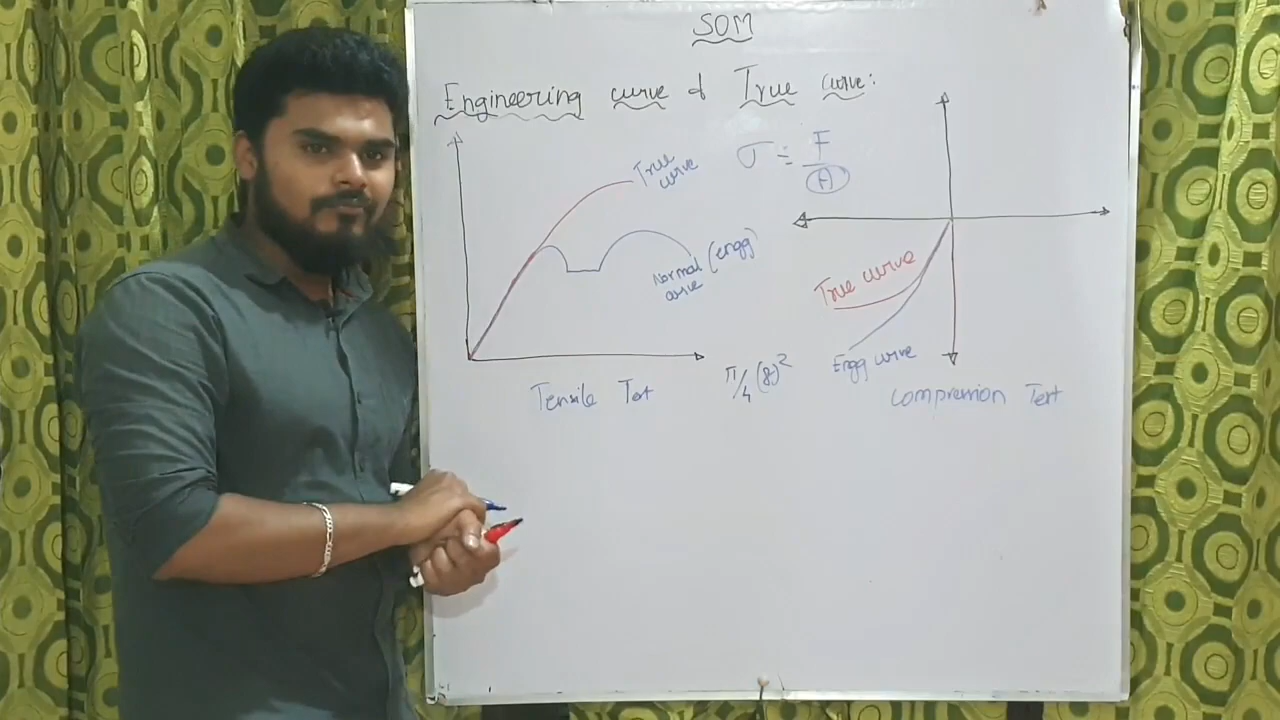 SOM
Engineering curve & True curve:
True
curve
σ = F
A
Normal (engg)
curve
Tensile Test
π/4 (8)²
True curve
Engg curve
Compression Test